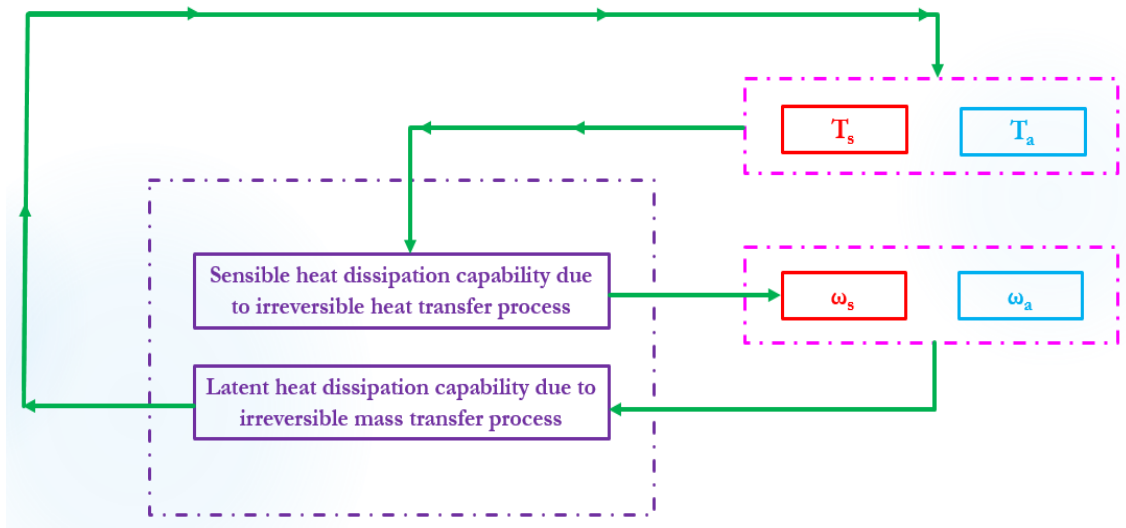 Tₛ
Tₐ
Sensible heat dissipation capability due
to irreversible heat transfer process
ωₛ
ωₐ
Latent heat dissipation capability due to
irreversible mass transfer process